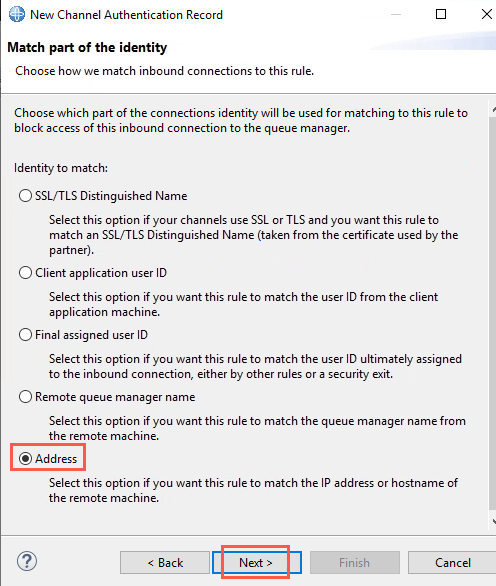 New Channel Authentication Record
Match part of the identity
Choose how we match inbound connections to this rule.
Choose which part of the connections identity will be used for matching to this rule to
block access of this inbound connection to the queue manager.
Identity to match:
SSL/TLS Distinguished Name
Select this option if your channels use SSL or TLS and you want this rule to
match an SSL/TLS Distinguished Name (taken from the certificate used by the
partner).
Client application user ID
Select this option if you want this rule to match the user ID from the client
application machine.
Final assigned user ID
Select this option if you want this rule to match the user ID ultimately assigned
to the inbound connection, either by other rules or a security exit.
Remote queue manager name
Select this option if you want this rule to match the queue manager name from
the remote machine.
Address
Select this option if you want this rule to match the IP address or hostname of
the remote machine.
? < Back Next > Finish Cancel